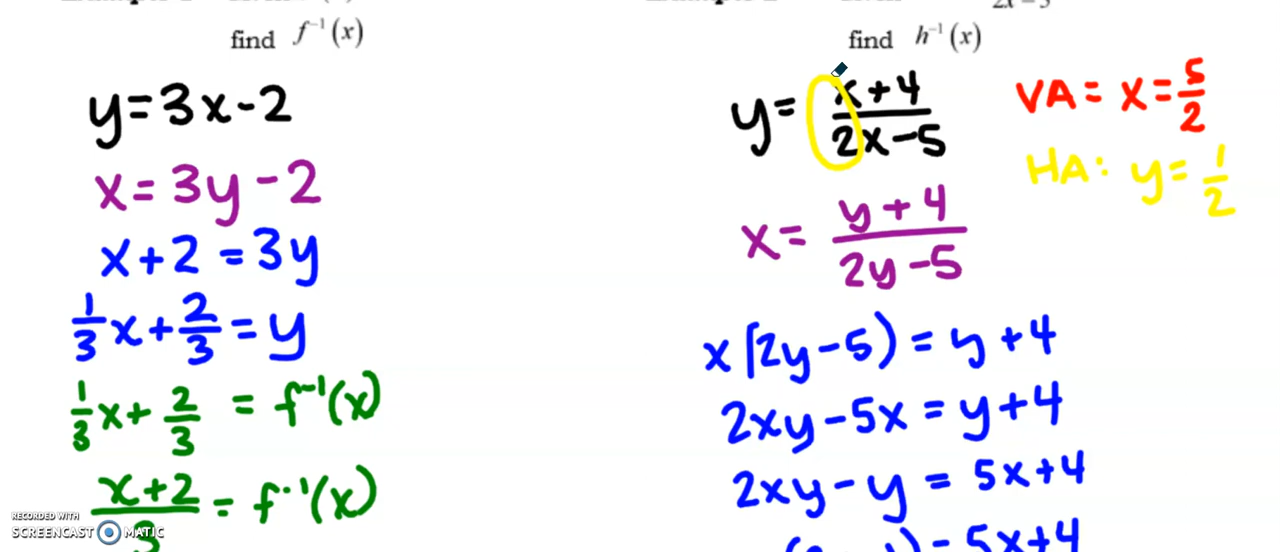 find f⁻¹(x)
y=3x-2
x=3y-2
x+2=3y
1/3x+2/3=y
1/3x+2/3=f⁻¹(x)
x+2/3=f⁻¹(x)
find h⁻¹(x)
y=x+4/2x-5
VA= x=5/2
HA: y=1/2
x=y+4/2y-5
x(2y-5)=y+4
2xy-5x=y+4
2xy-y=5x+4
=5x+4
RECORDED WITH
SCREENCAST MATIC